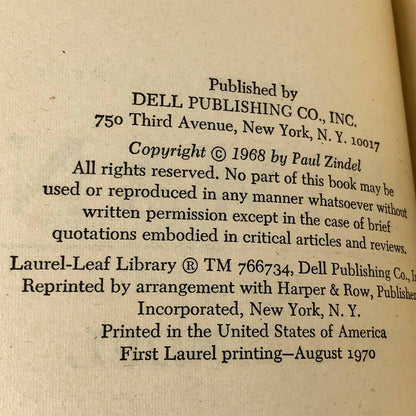 Published by
DELL PUBLISHING CO., INC.
750 Third Avenue, New York, N. Y. 10017
Copyright © 1968 by Paul Zindel
All rights reserved. No part of this book may be
used or reproduced in any manner whatsoever without
written permission except in the case of brief
quotations embodied in critical articles and reviews.
Laurel-Leaf Library ® TM 766734, Dell Publishing Co., In
Reprinted by arrangement with Harper & Row, Publisher
Incorporated, New York, N. Y.
Printed in the United States of America
First Laurel printing—August 1970